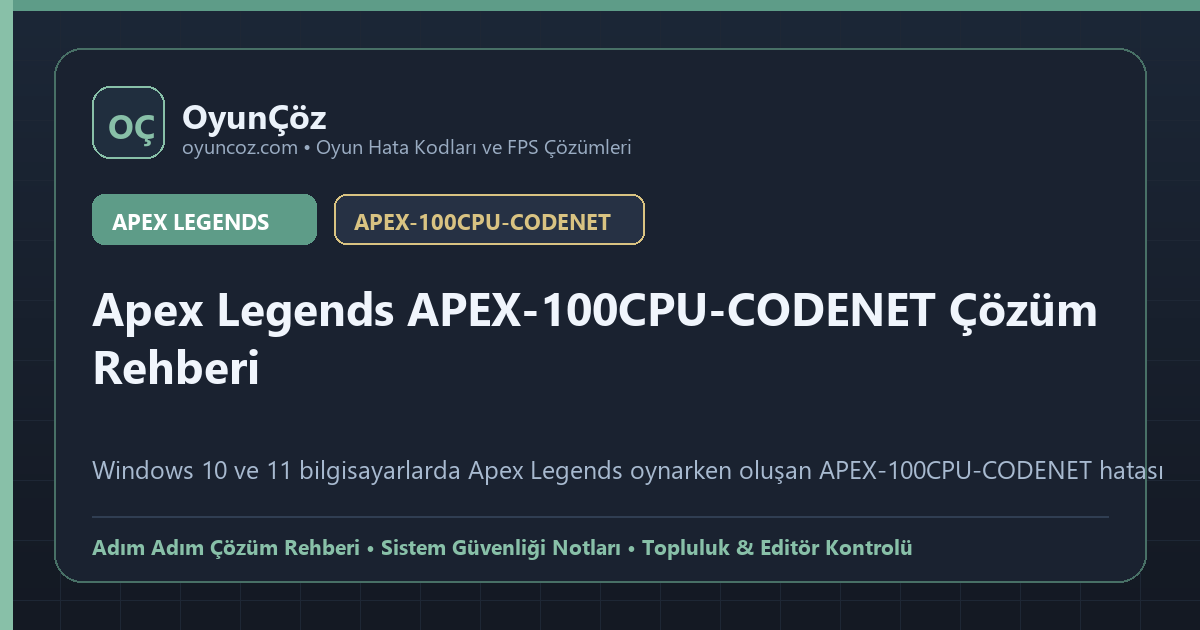 OÇ
OyunÇöz
oyuncoz.com • Oyun Hata Kodları ve FPS Çözümleri
APEX LEGENDS
APEX-100CPU-CODENET
Apex Legends APEX-100CPU-CODENET Çözüm
Rehberi
Windows 10 ve 11 bilgisayarlarda Apex Legends oynarken oluşan APEX-100CPU-CODENET hatası
Adım Adım Çözüm Rehberi • Sistem Güvenliği Notları • Topluluk & Editör Kontrolü